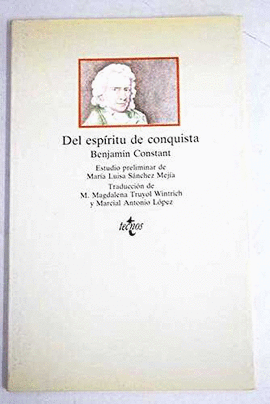 Del espíritu de conquista
Benjamin Constant
Estudio preliminar de
María Luisa Sánchez Mejía
Traducción de
M. Magdalena Truyol Wintrich
y Marcial Antonio López
tecnos